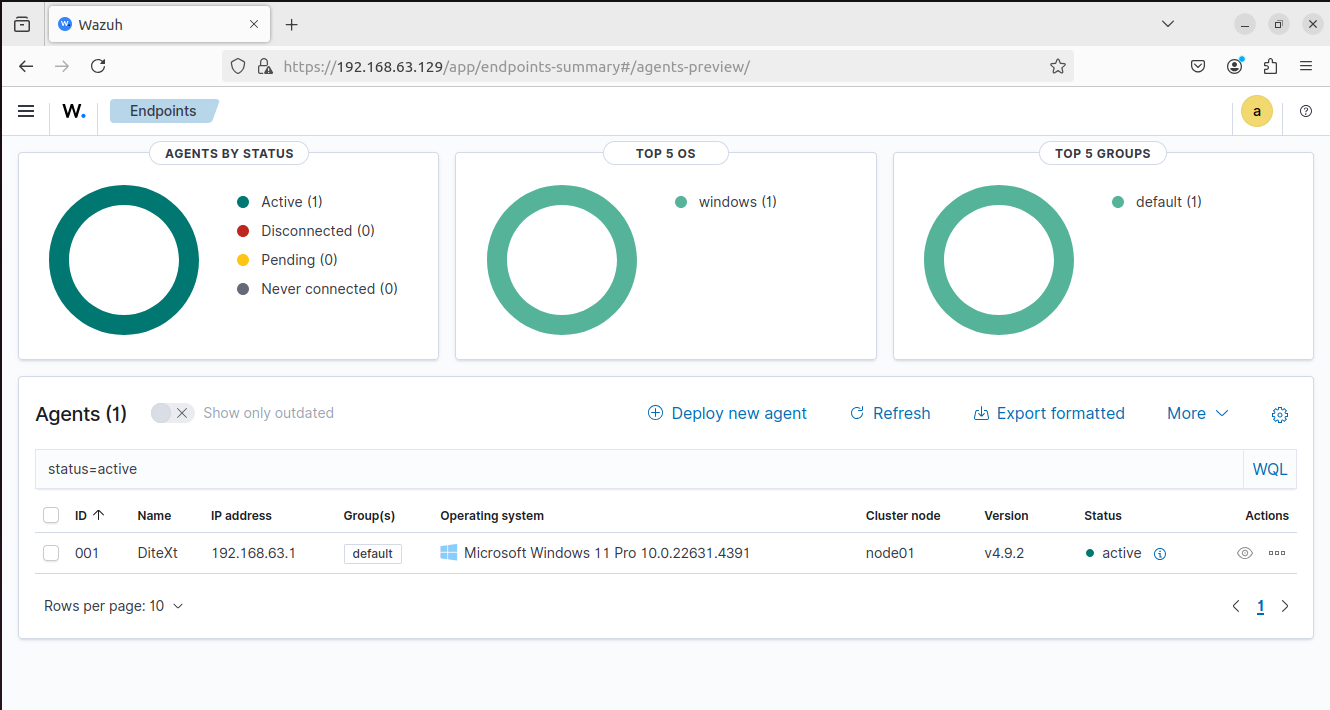 Wazuh
https://192.168.63.129/app/endpoints-summary#/agents-preview/
W. Endpoints a
AGENTS BY STATUS
Active (1)
Disconnected (0)
Pending (0)
Never connected (0)
TOP 5 OS
windows (1)
TOP 5 GROUPS
default (1)
Agents (1) Show only outdated Deploy new agent Refresh Export formatted More
status=active WQL
ID Name IP address Group(s) Operating system Cluster node Version Status Actions
001 DiteXt 192.168.63.1 default Microsoft Windows 11 Pro 10.0.22631.4391 node01 v4.9.2 active
Rows per page: 10 1